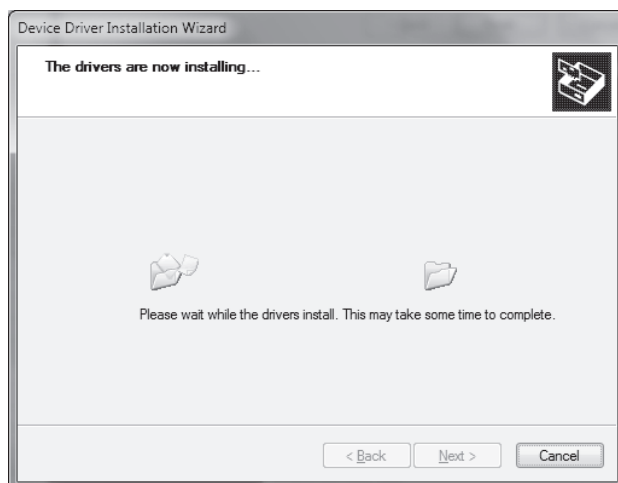 Device Driver Installation Wizard
The drivers are now installing...
Please wait while the drivers install. This may take some time to complete.
< Back Next > Cancel